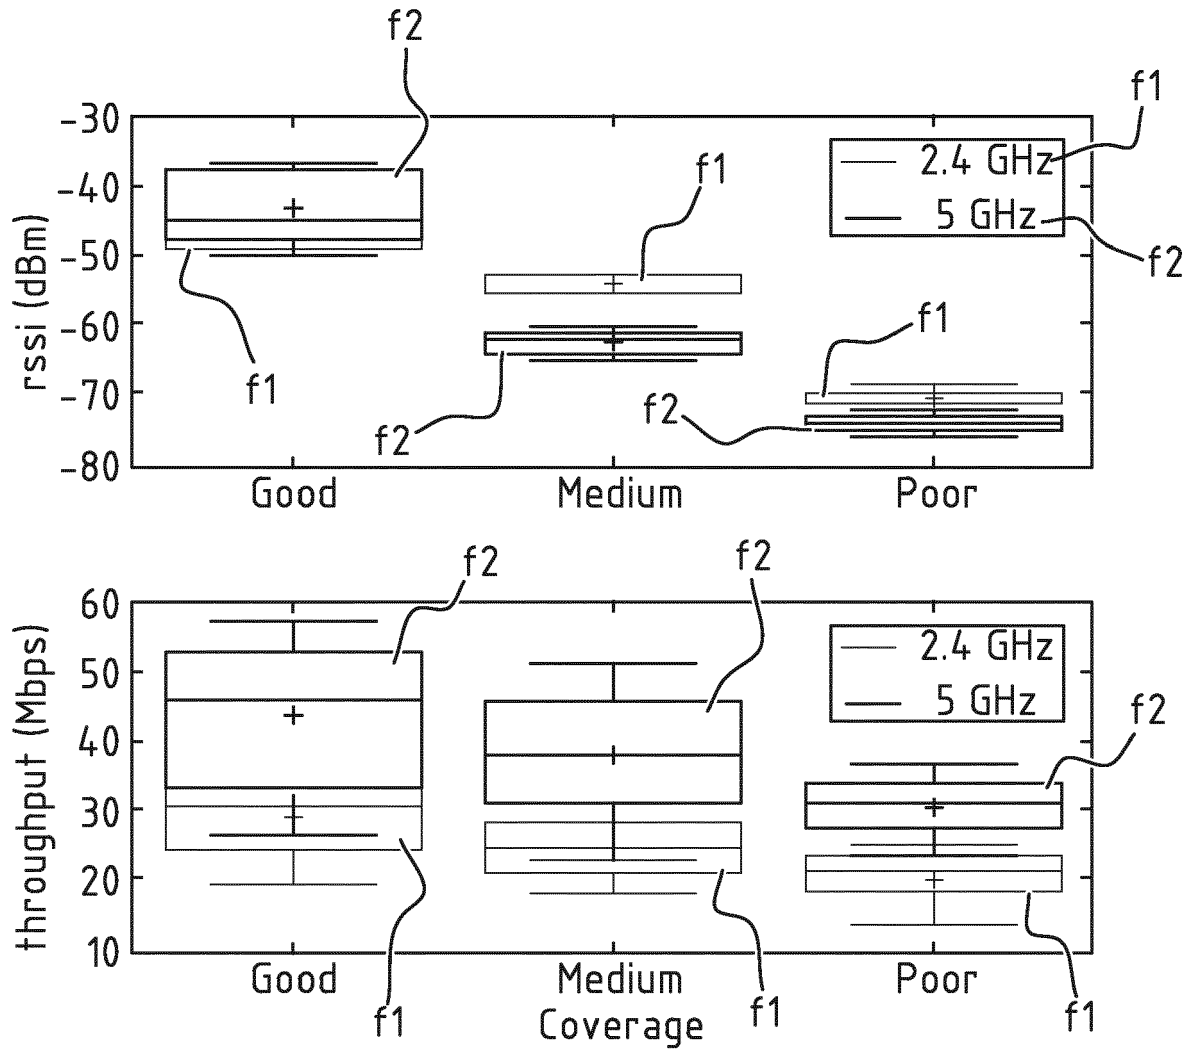 f2
f1
-30
2.4 GHz
f1
-40
5 GHz
f2
-50
-60
f1
-70
f1
f2
f2
-80
rssi (dBm)
Good Medium Poor
f2
f2
60
2.4 GHz
50
5 GHz
f2
40
30
20
10
throughput (Mbps)
Good Medium Poor
f1
f1
f1
Coverage